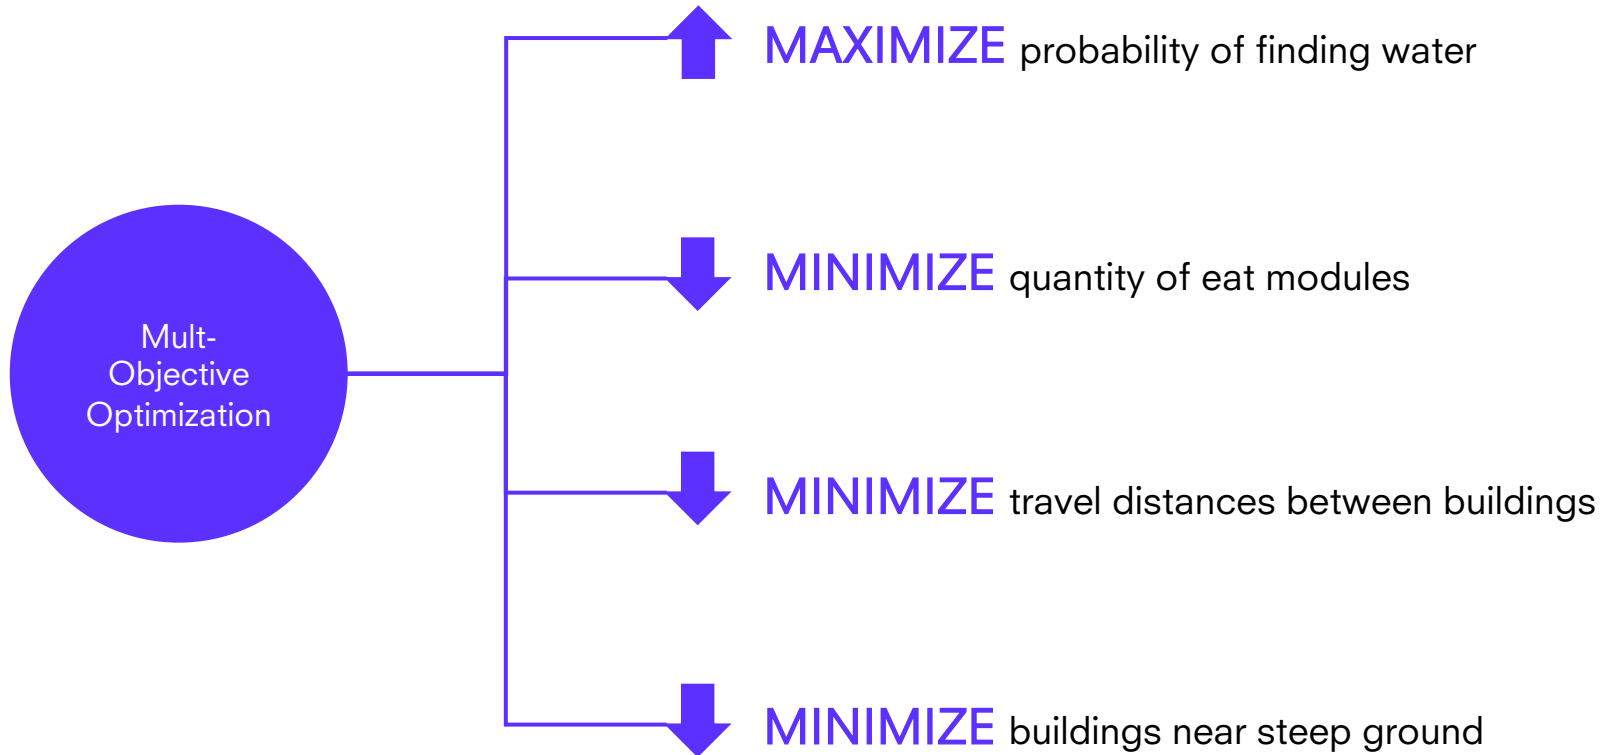 MAXIMIZE probability of finding water
MINIMIZE quantity of eat modules
Mult-
Objective
Optimization
MINIMIZE travel distances between buildings
MINIMIZE buildings near steep ground